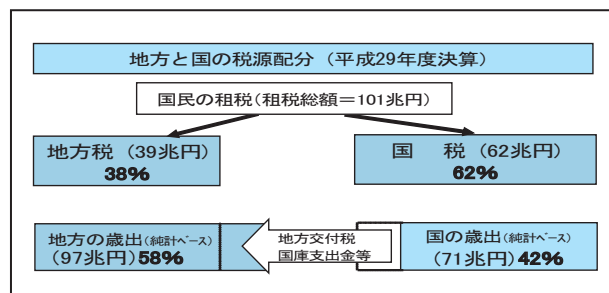 地方と国の税源配分（平成29年度決算）
国民の租税（租税総額＝101兆円）
地方税（39兆円）
38%
国　税（62兆円）
62%
地方の歳出（純計ﾍﾞｰｽ）
（97兆円）58%
地方交付税
国庫支出金等
国の歳出（純計ﾍﾞｰｽ）
（71兆円）42%